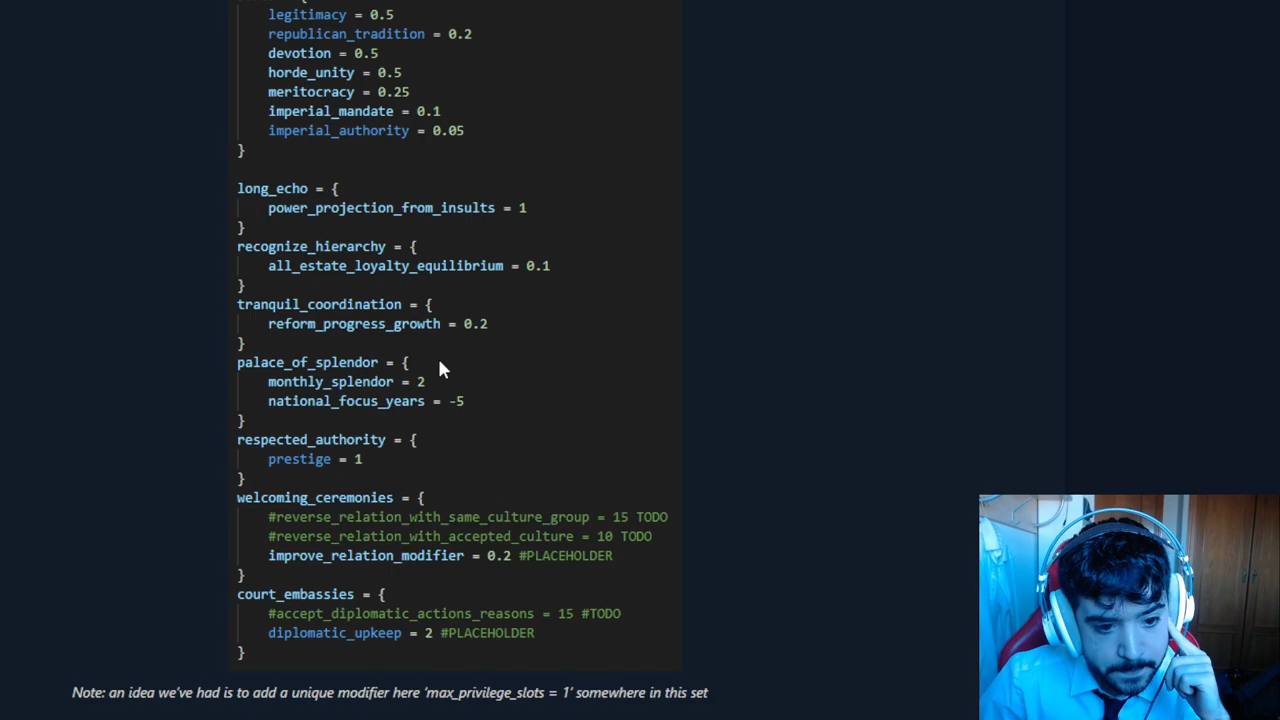 legitimacy = 0.5
republican_tradition = 0.2
devotion = 0.5
horde_unity = 0.5
meritocracy = 0.25
imperial_mandate = 0.1
imperial_authority = 0.05
}
long_echo = {
power_projection_from_insults = 1
}
recognize_hierarchy = {
all_estate_loyalty_equilibrium = 0.1
}
tranquil_coordination = {
reform_progress_growth = 0.2
}
palace_of_splendor = {
monthly_splendor = 2
national_focus_years = -5
}
respected_authority = {
prestige = 1
}
welcoming_ceremonies = {
#reverse_relation_with_same_culture_group = 15 TODO
#reverse_relation_with_accepted_culture = 10 TODO
improve_relation_modifier = 0.2 #PLACEHOLDER
}
court_embassies = {
#accept_diplomatic_actions_reasons = 15 #TODO
diplomatic_upkeep = 2 #PLACEHOLDER
}
Note: an idea we've had is to add a unique modifier here 'max_privilege_slots = 1' somewhere in this set